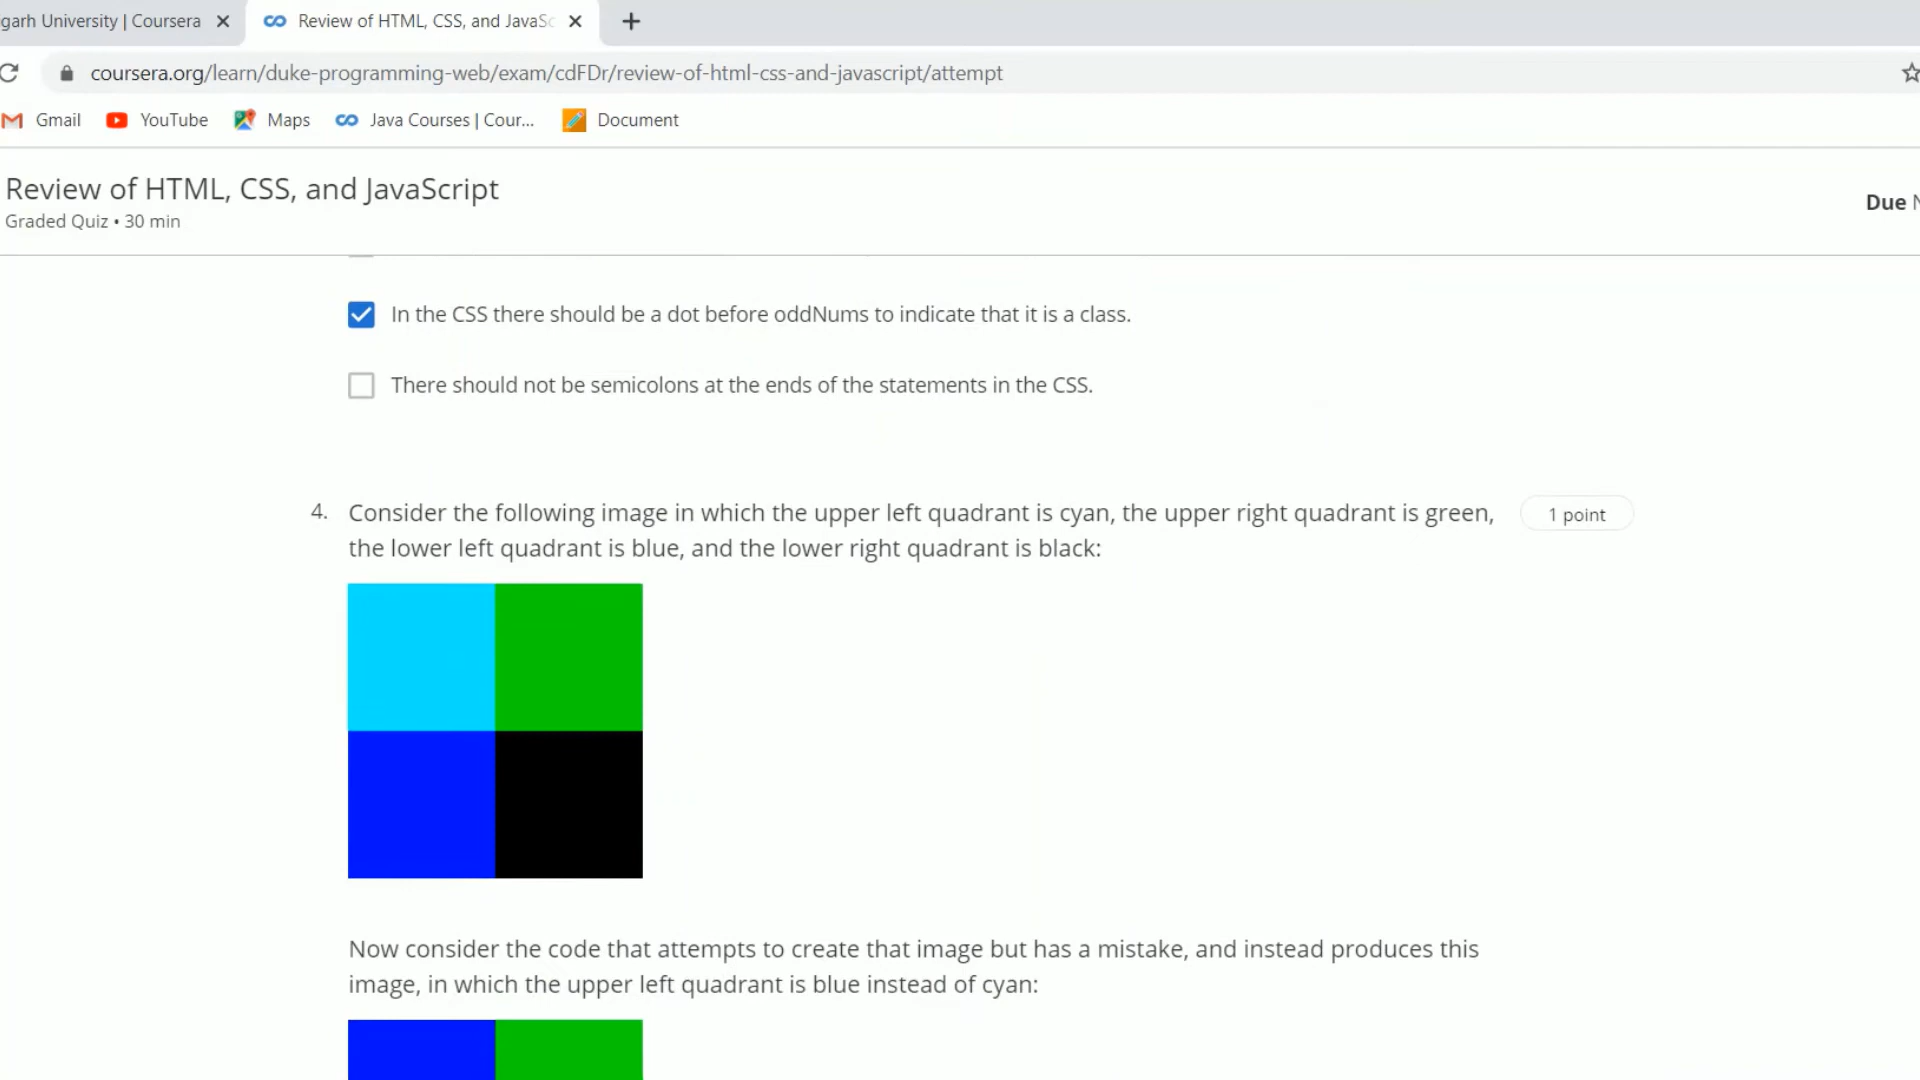 garh University | Coursera
Review of HTML, CSS, and JavaSc
coursera.org/learn/duke-programming-web/exam/cdFDr/review-of-html-css-and-javascript/attempt
Gmail YouTube Maps Java Courses | Cour... Document
Review of HTML, CSS, and JavaScript
Graded Quiz • 30 min
Due N
In the CSS there should be a dot before oddNums to indicate that it is a class.
There should not be semicolons at the ends of the statements in the CSS.
4. Consider the following image in which the upper left quadrant is cyan, the upper right quadrant is green,
1 point
the lower left quadrant is blue, and the lower right quadrant is black:
Now consider the code that attempts to create that image but has a mistake, and instead produces this
image, in which the upper left quadrant is blue instead of cyan: